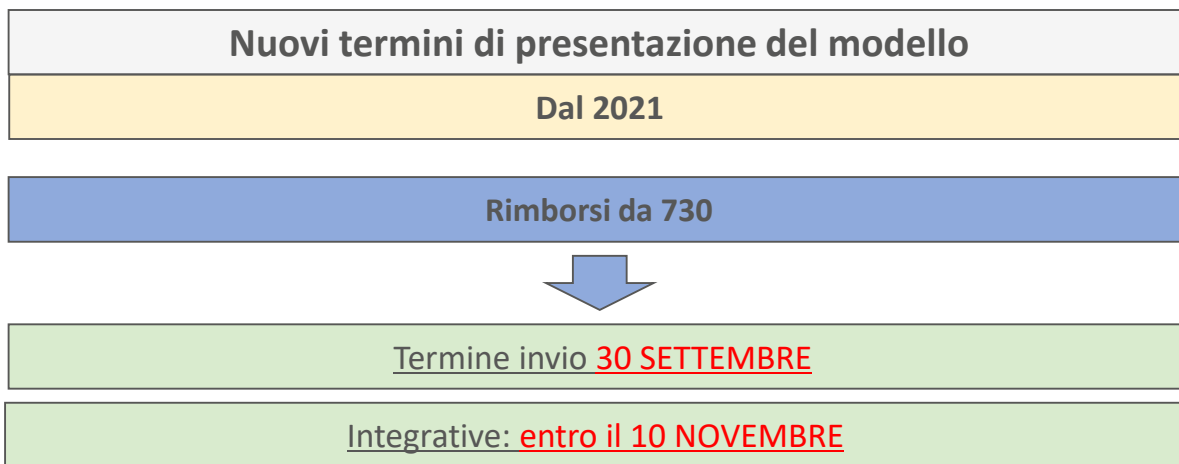 Nuovi termini di presentazione del modello
Dal 2021
Rimborsi da 730
Termine invio 30 SETTEMBRE
Integrative: entro il 10 NOVEMBRE